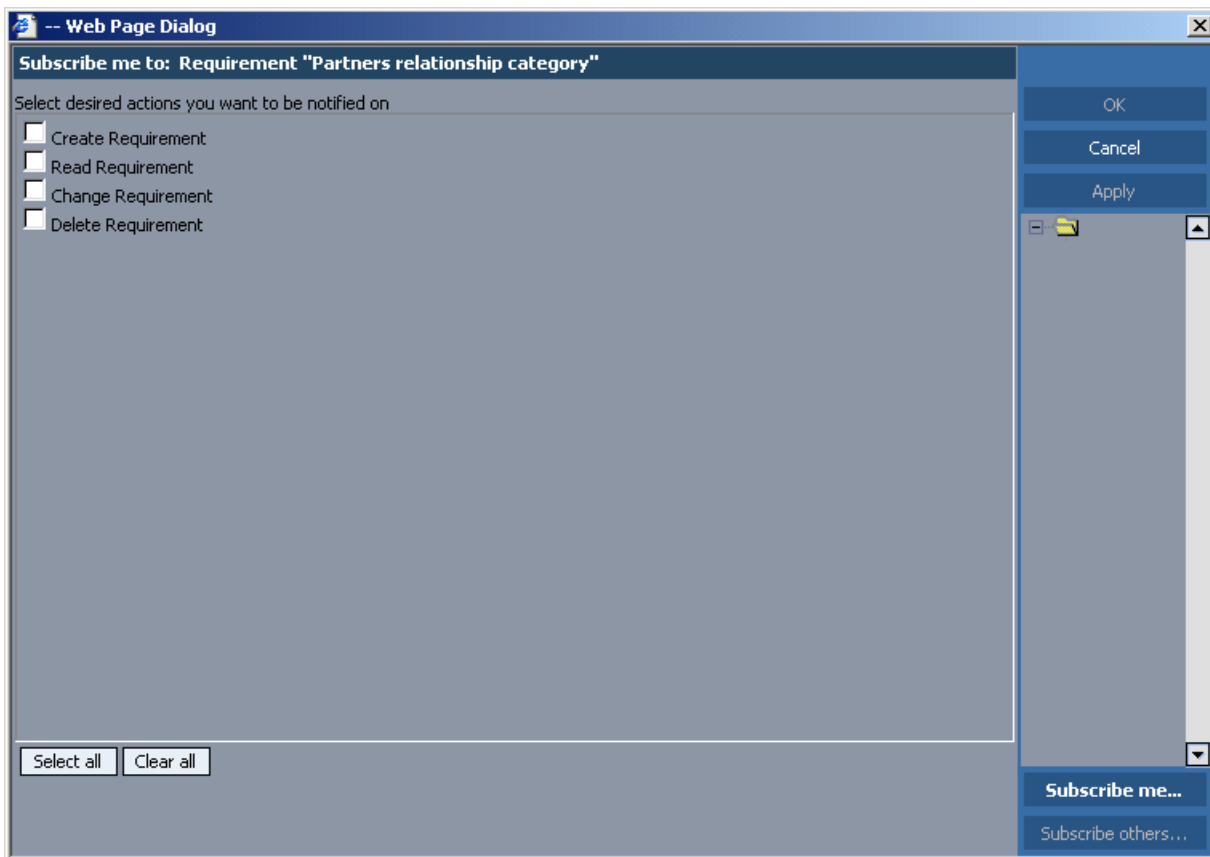 -- Web Page Dialog
Subscribe me to: Requirement "Partners relationship category"
Select desired actions you want to be notified on
Create Requirement
Read Requirement
Change Requirement
Delete Requirement
Select all
Clear all
OK
Cancel
Apply
Subscribe me...
Subscribe others...